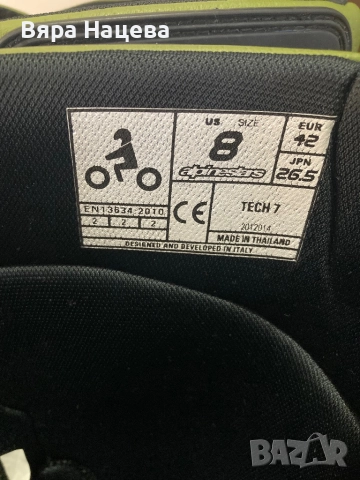 Вяра Нацева
US SIZE
8
alpinestars
EUR
42
JPN
26.5
EN13634:2010
2 2 2
CE
TECH 7
2012014
MADE IN THAILAND
DESIGNED AND DEVELOPED IN ITALY
BAZAR